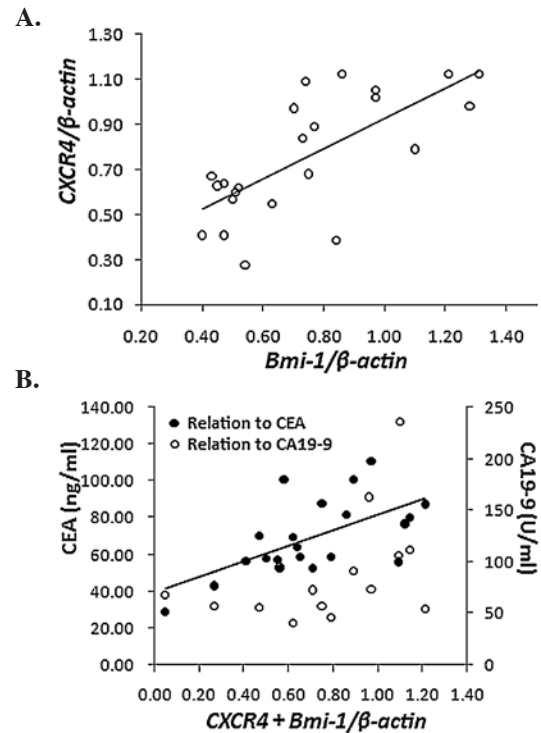 A.
1.30
1.10
0.90
0.70
0.50
0.30
0.10
CXCR4/β-actin
0.20 0.40 0.60 0.80 1.00 1.20 1.40
Bmi-1/β-actin
B.
140.00
120.00
100.00
80.00
60.00
40.00
20.00
0.00
CEA (ng/ml)
Relation to CEA
Relation to CA19-9
250
200
150
100
50
0
CA19-9 (U/ml)
0.00 0.20 0.40 0.60 0.80 1.00 1.20 1.40
CXCR4 + Bmi-1/β-actin